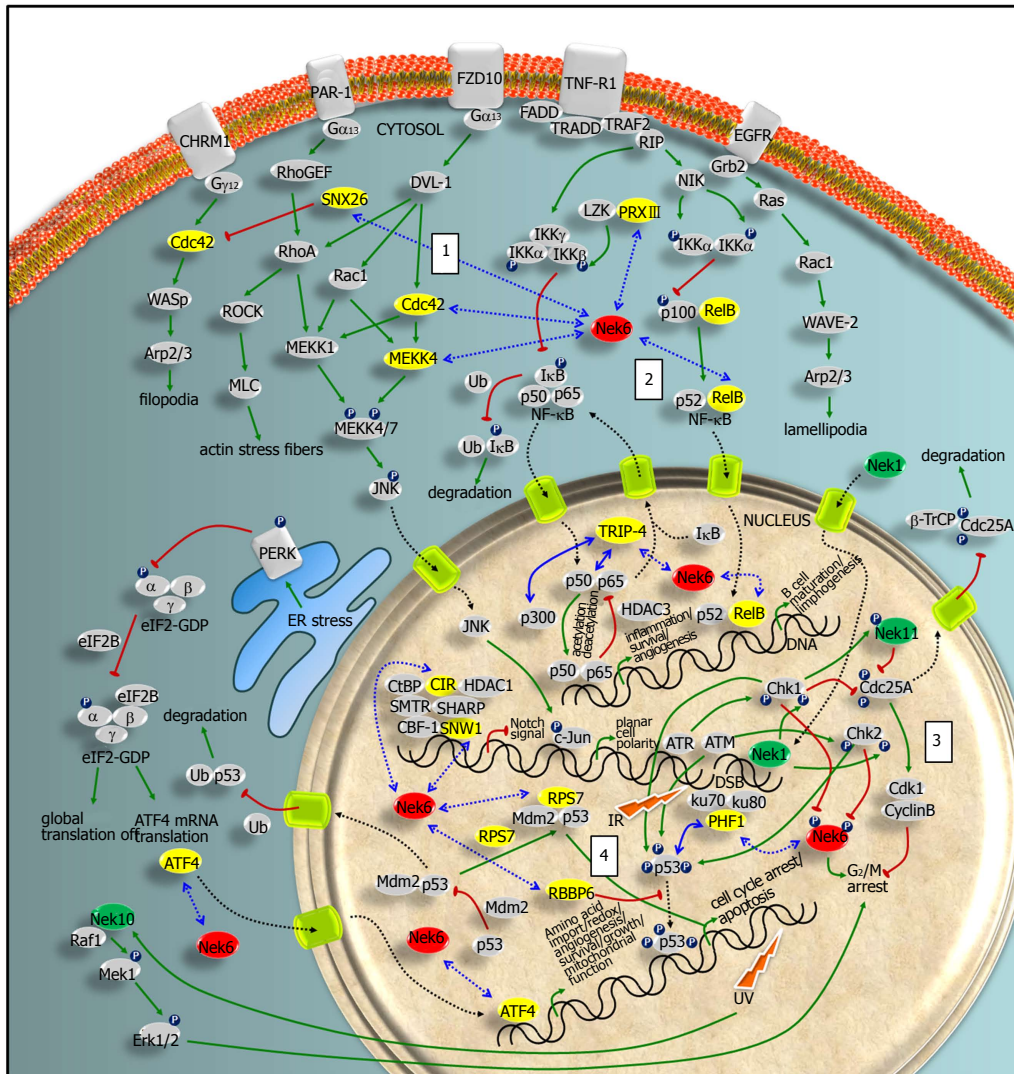 FZD10
TNF-R1
PAR-1
CHRM1
EGFR
Gα13
CYTOSOL
Gα13
FADD
TRADD
TRAF2
RIP
Grb2
Gγ12
RhoGEF
DVL-1
NIK
Ras
SNX26
LZK
PRXIII
Cdc42
RhoA
1
IKKγ
IKKα
IKKβ
P
P
P
IKKα
IKKα
P
Rac1
Rac1
WASp
ROCK
Cdc42
P
p100
RelB
Nek6
WAVE-2
MEKK1
MEKK4
Arp2/3
MLC
2
P
IκB
Ub
p50
p65
NF-κB
p52
RelB
NF-κB
Arp2/3
filopodia
P
P
MEKK4/7
lamellipodia
actin stress fibers
P
Ub
IκB
degradation
P
JNK
degradation
Nek1
NUCLEUS
β-TrCP
P
Cdc25A
P
P
PERK
TRIP-4
IκB
P
α
β
γ
eIF2-GDP
ER stress
p50
p65
Nek6
p300
acetylation
deacetylation
HDAC3
p52
RelB
B cell
maturation/
limphogenesis
JNK
inflammation/
survival/
angiogenesis
DNA
P
Nek11
eIF2B
p50
p65
CtBP
CIR
HDAC1
SMTR
SHARP
CBF-1
SNW1
Chk1
P
P
P
Cdc25A
P
P
α
eIF2B
β
γ
eIF2-GDP
degradation
Notch
signal
P
c-Jun
planar
cell
polarity
ATR
ATM
Nek1
Chk2
P
P
3
DSB
Ub
p53
Nek6
RPS7
Mdm2
p53
IR
ku70
ku80
PHF1
Cdk1
CyclinB
global
translation off
ATF4 mRNA
translation
Ub
RPS7
4
P
P
p53
P
P
Nek6
P
G₂/M
arrest
ATF4
Mdm2
p53
RBBP6
Mdm2
p53
cell cycle arrest/
apoptosis
Nek10
Raf1
Nek6
Nek6
Amino acid
import/redox/
angiogenesis/
survival/growth/
mitochondrial
function
P
P
p53
P
P
Mek1
ATF4
UV
P
Erk1/2